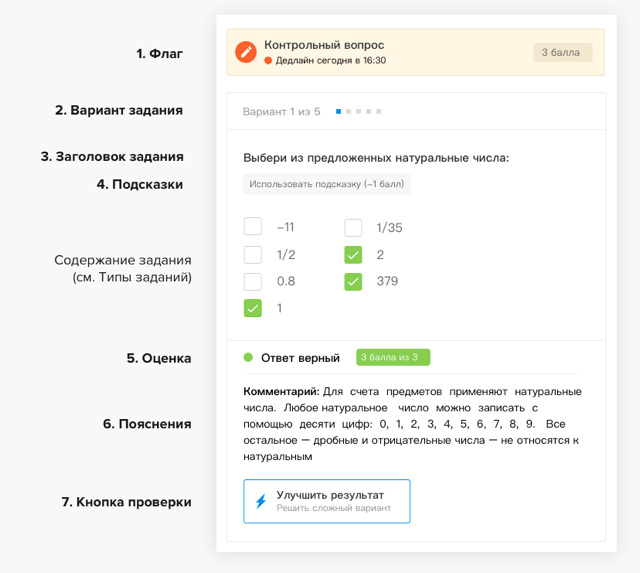 1. Флаг
Контрольный вопрос
Дедлайн сегодня в 16:30
3 балла
2. Вариант задания
Вариант 1 из 5
3. Заголовок задания
Выбери из предложенных натуральные числа:
4. Подсказки
Использовать подсказку (−1 балл)
Содержание задания
(см. Типы заданий)
−11
1/35
1/2
2
0.8
379
1
5. Оценка
Ответ верный
3 балла из 3
6. Пояснения
Комментарий: Для счета предметов применяют натуральные
числа. Любое натуральное число можно записать с
помощью десяти цифр: 0, 1, 2, 3, 4, 5, 6, 7, 8, 9. Все
остальное — дробные и отрицательные числа — не относятся к
натуральным
7. Кнопка проверки
Улучшить результат
Решить сложный вариант